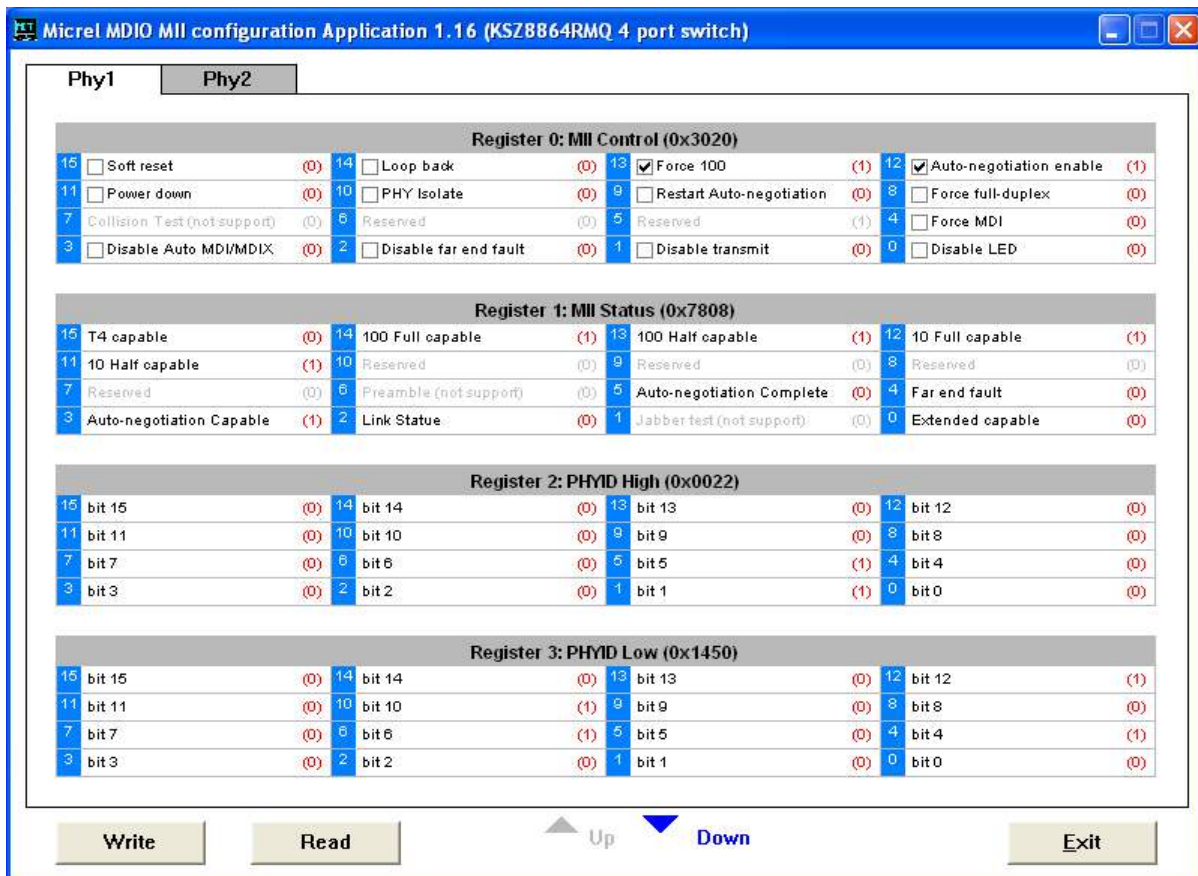 Micrel MDIO MII configuration Application 1.16 (KSZ8864RMQ 4 port switch)
Phy1 Phy2
Register 0: MII Control (0x3020)
15 Soft reset (0) 14 Loop back (0) 13 Force 100 (1) 12 Auto-negotiation enable (1)
11 Power down (0) 10 PHY Isolate (0) 9 Restart Auto-negotiation (0) 8 Force full-duplex (0)
7 Collision Test (not support) (0) 6 Reserved (0) 5 Reserved (1) 4 Force MDI (0)
3 Disable Auto MDI/MDIX (0) 2 Disable far end fault (0) 1 Disable transmit (0) 0 Disable LED (0)
Register 1: MII Status (0x7808)
15 T4 capable (0) 14 100 Full capable (1) 13 100 Half capable (1) 12 10 Full capable (1)
11 10 Half capable (1) 10 Reserved (0) 9 Reserved (0) 8 Reserved (0)
7 Reserved (0) 6 Preamble (not support) (0) 5 Auto-negotiation Complete (0) 4 Far end fault (0)
3 Auto-negotiation Capable (1) 2 Link Statue (0) 1 Jabber test (not support) (0) 0 Extended capable (0)
Register 2: PHYID High (0x0022)
15 bit 15 (0) 14 bit 14 (0) 13 bit 13 (0) 12 bit 12 (0)
11 bit 11 (0) 10 bit 10 (0) 9 bit 9 (0) 8 bit 8 (0)
7 bit 7 (0) 6 bit 6 (0) 5 bit 5 (1) 4 bit 4 (0)
3 bit 3 (0) 2 bit 2 (0) 1 bit 1 (1) 0 bit 0 (0)
Register 3: PHYID Low (0x1450)
15 bit 15 (0) 14 bit 14 (0) 13 bit 13 (0) 12 bit 12 (1)
11 bit 11 (0) 10 bit 10 (1) 9 bit 9 (0) 8 bit 8 (0)
7 bit 7 (0) 6 bit 6 (1) 5 bit 5 (0) 4 bit 4 (1)
3 bit 3 (0) 2 bit 2 (0) 1 bit 1 (0) 0 bit 0 (0)
Write Read Up Down Exit